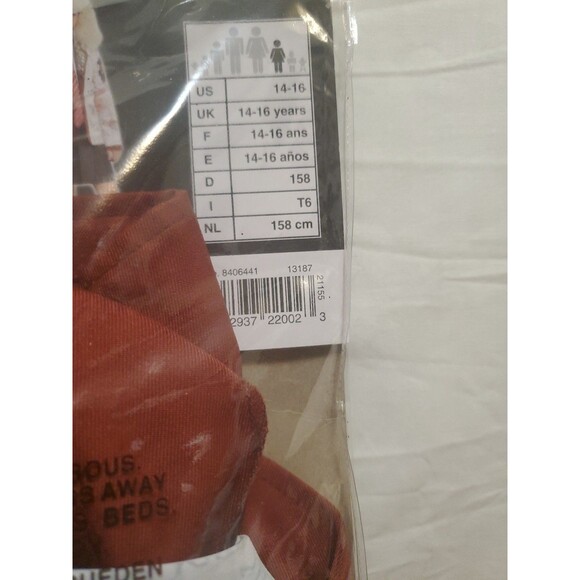 US 14-16
UK 14-16 years
F 14-16 ans
E 14-16 años
D 158
I T6
NL 158 cm
8406441 13187
21155
2937 22002 3
AWAY
BEDS.